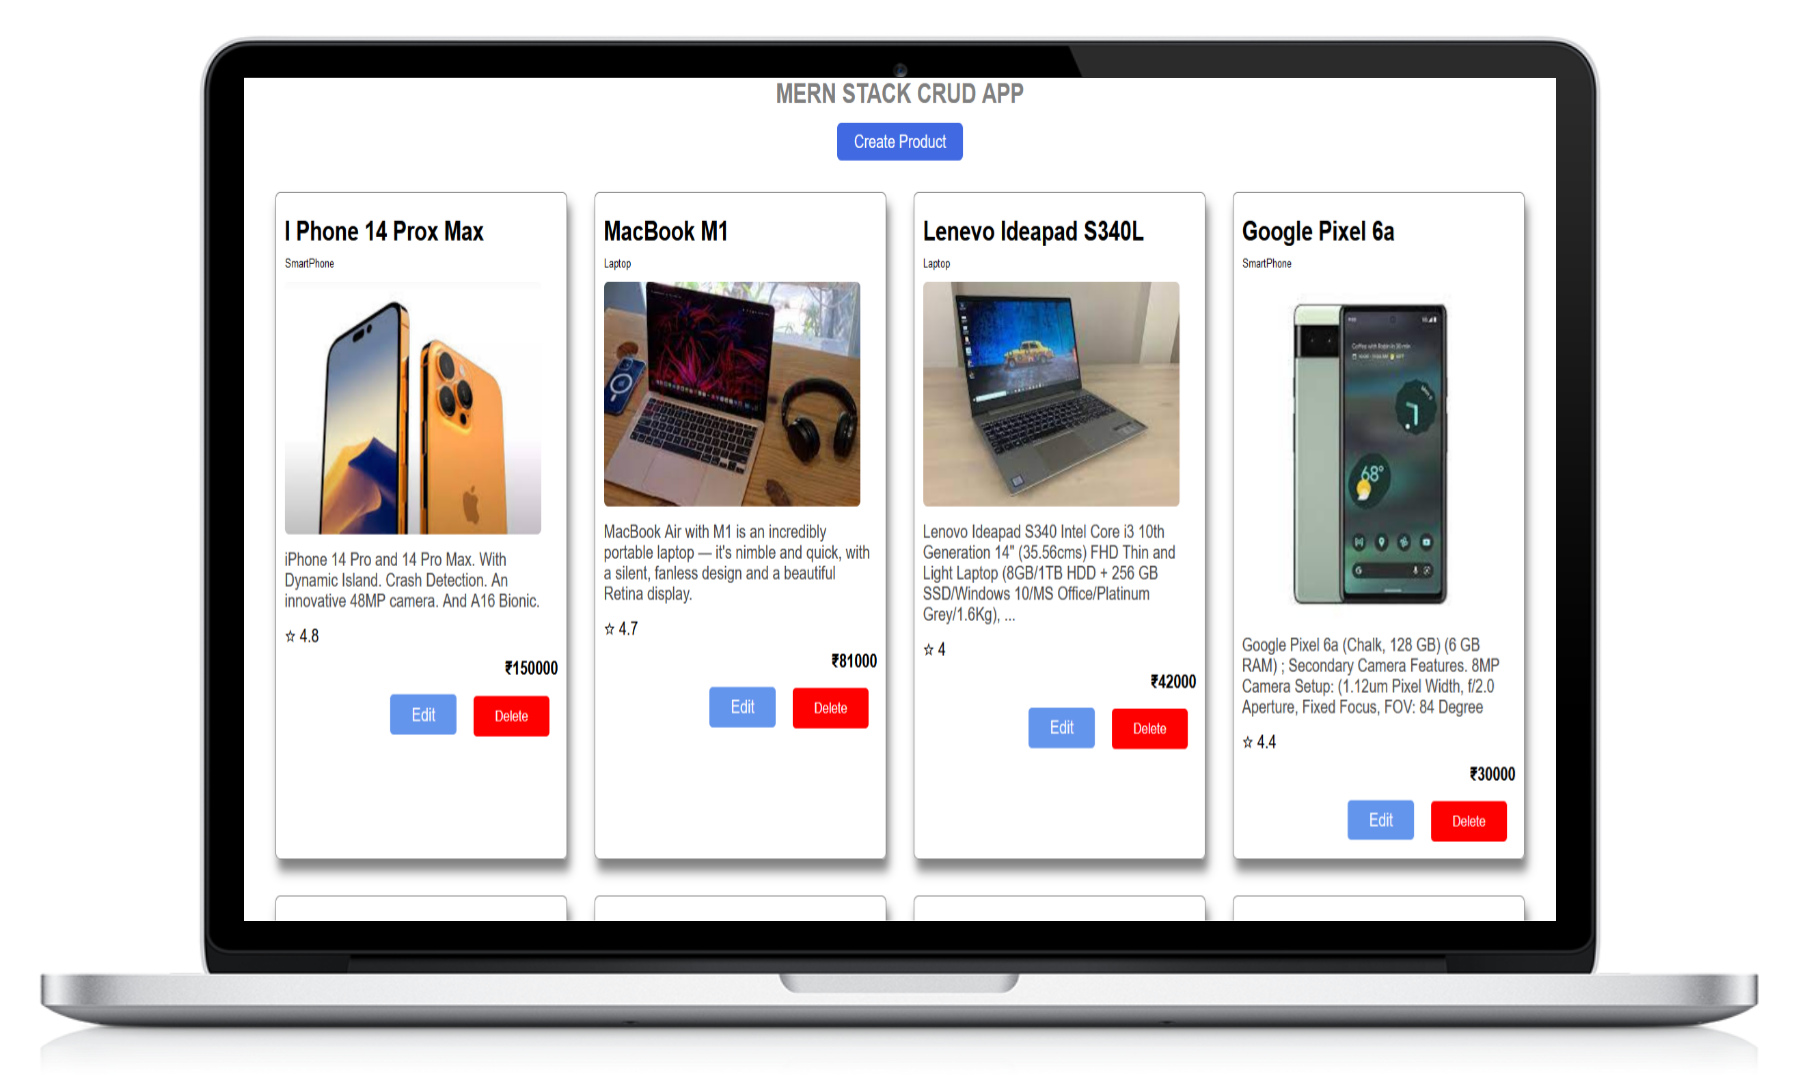 MERN STACK CRUD APP
Create Product
I Phone 14 Prox Max
SmartPhone
iPhone 14 Pro and 14 Pro Max. With
Dynamic Island. Crash Detection. An
innovative 48MP camera. And A16 Bionic.
☆ 4.8
₹150000
Edit
Delete
MacBook M1
Laptop
MacBook Air with M1 is an incredibly
portable laptop — it's nimble and quick, with
a silent, fanless design and a beautiful
Retina display.
☆ 4.7
₹81000
Edit
Delete
Lenevo Ideapad S340L
Laptop
Lenovo Ideapad S340 Intel Core i3 10th
Generation 14" (35.56cms) FHD Thin and
Light Laptop (8GB/1TB HDD + 256 GB
SSD/Windows 10/MS Office/Platinum
Grey/1.6Kg), ...
☆ 4
₹42000
Edit
Delete
Google Pixel 6a
SmartPhone
68°
Google Pixel 6a (Chalk, 128 GB) (6 GB
RAM) ; Secondary Camera Features. 8MP
Camera Setup: (1.12um Pixel Width, f/2.0
Aperture, Fixed Focus, FOV: 84 Degree
☆ 4.4
₹30000
Edit
Delete